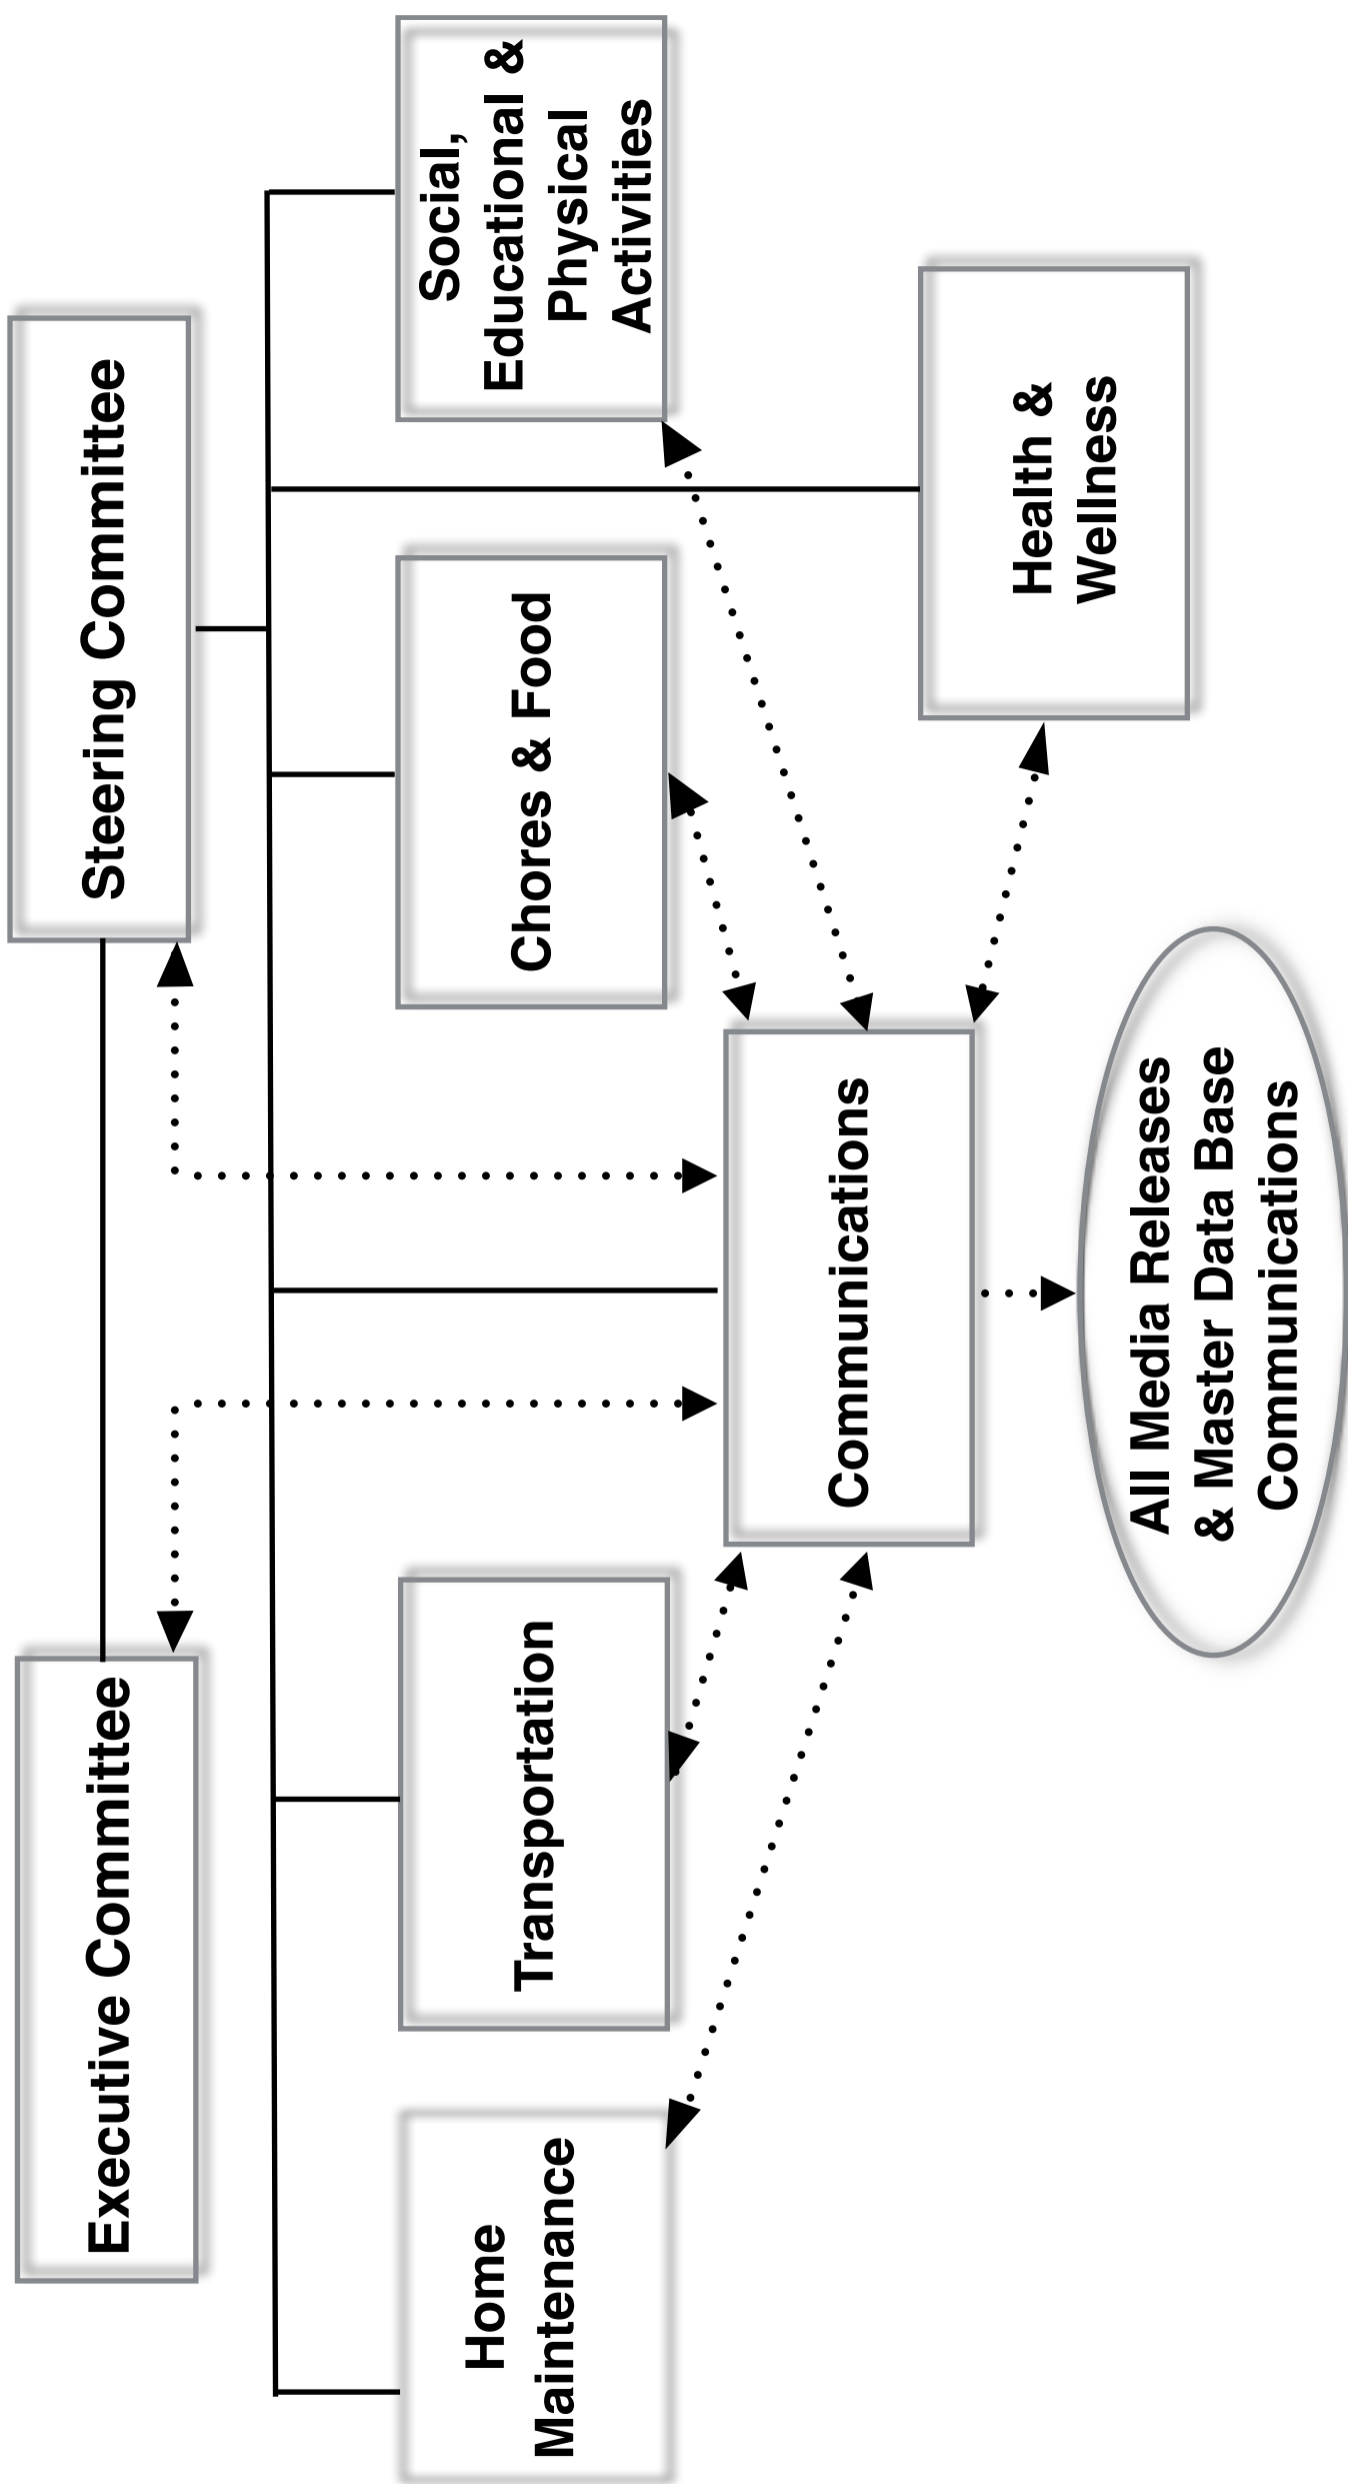 Executive Committee
Steering Committee
Home
Maintenance
Transportation
Chores & Food
Social,
Educational &
Physical
Activities
Communications
Health &
Wellness
All Media Releases
& Master Data Base
Communications